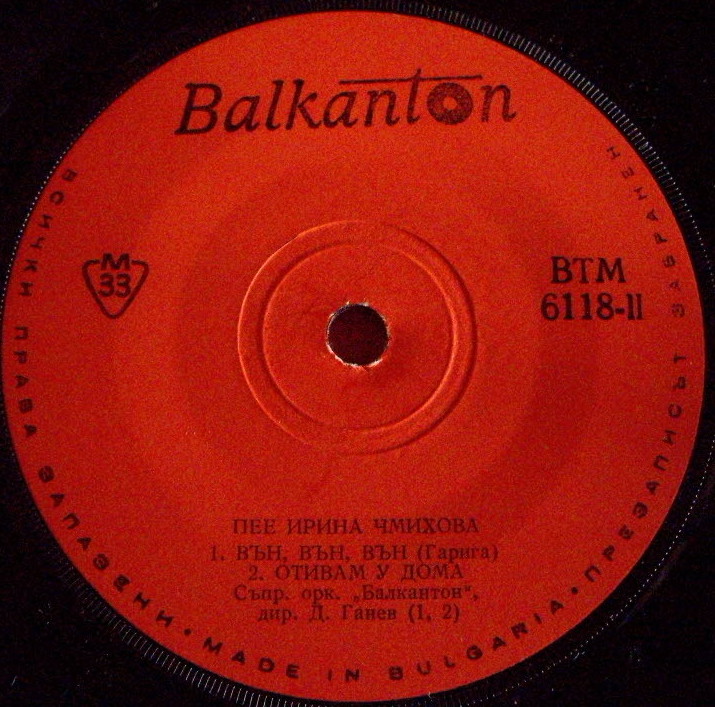 Balkanton
M
33
ВТМ
6118-II
ПЕЕ ИРИНА ЧМИХОВА
1. ВЪН, ВЪН, ВЪН (Гарига)
2. ОТИВАМ У ДОМА
Съпр. орк. „Балкантон“,
дир. Д. Ганев (1, 2)
ВСИЧКИ ПРАВА ЗАПАЗЕНИ • MADE IN BULGARIA • ПРЕЗАПИСЪТ ЗАБРАНЕН